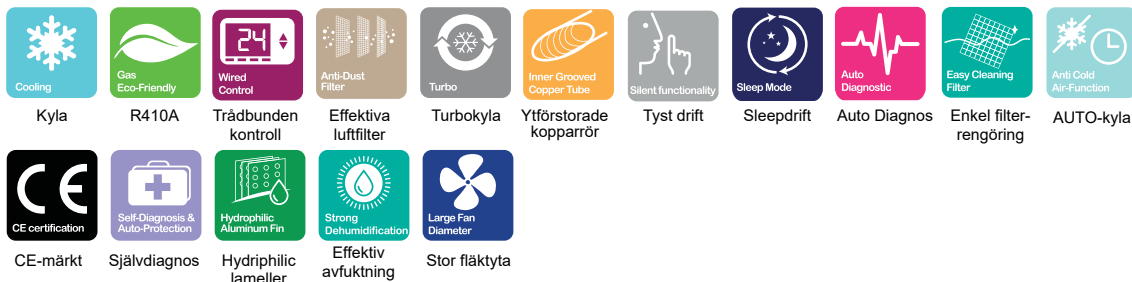 Cooling
Kyla
Gas
Eco-Friendly
R410A
24
Wired
Control
Trådbunden
kontroll
Anti-Dust
Filter
Effektiva
luftfilter
Turbo
Turbokyla
Inner Grooved
Copper Tube
Ytförstorade
kopparrör
Silent functionality
Tyst drift
Sleep Mode
Sleepdrift
Auto
Diagnostic
Auto Diagnos
Easy Cleaning
Filter
Enkel filter-
rengöring
Anti Cold
Air-Function
AUTO-kyla
CE
CE certification
CE-märkt
Self-Diagnosis &
Auto-Protection
Självdiagnos
Hydrophilic
Aluminum Fin
Hydriphilic
lameller
Strong
Dehumidification
Effektiv
avfuktning
Large Fan
Diameter
Stor fläktyta